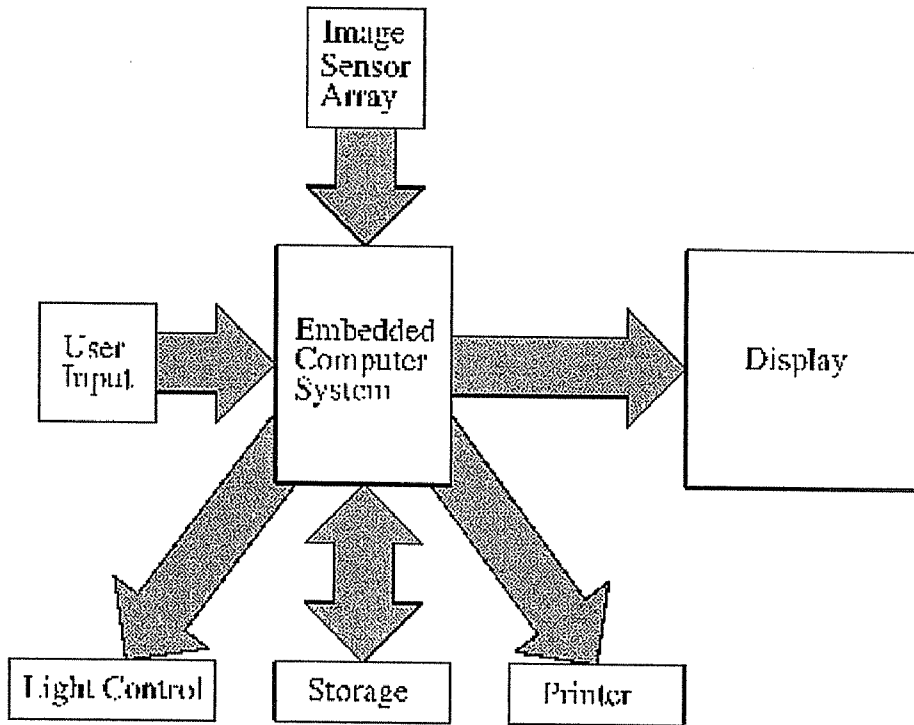 Image
Sensor
Array
User
Input
Embedded
Computer
System
Display
Light Control
Storage
Printer